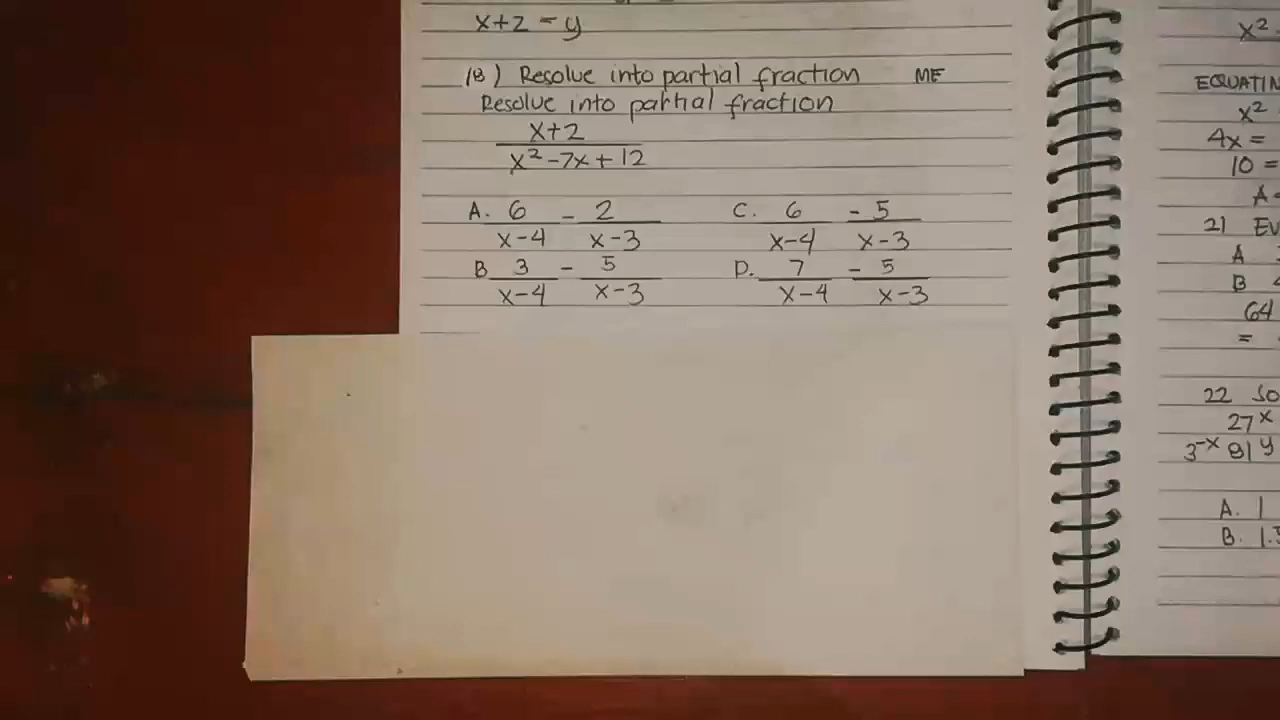 x+2 = y
18) Resolve into partial fraction ME
Resolve into partial fraction
x+2
x² -7x + 12
A. 6 - 2 C. 6 - 5
x-4 x-3 x-4 x-3
B 3 - 5 D. 7 - 5
x-4 x-3 x-4 x-3
x²
EQUATIN
x²
4x =
10 =
A
21 EV
A
B
64
=
22 SO
27ˣ
3⁻ˣ 81ʸ
A. 1
B. 1.5